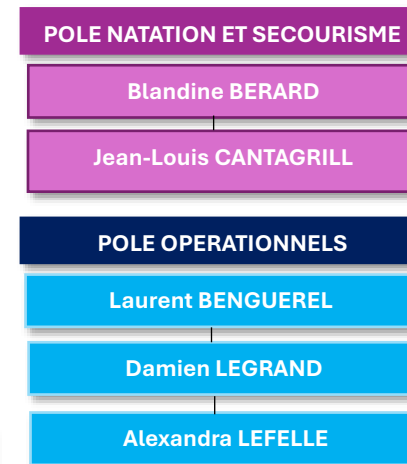 POLE NATATION ET SECOURISME
Blandine BERARD
Jean-Louis CANTAGRILL
POLE OPERATIONNELS
Laurent BENGUEREL
Damien LEGRAND
Alexandra LEFELLE